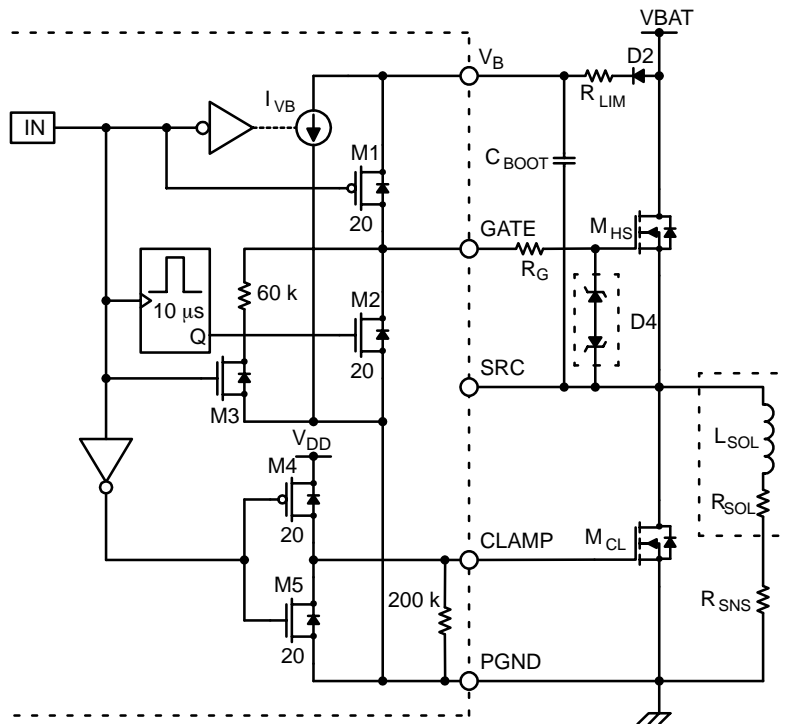 VBAT
V_B
D2
R_LIM
I_VB
IN
M1
C_BOOT
20
GATE
M_HS
R_G
60 k
M2
10 μs
Q
D4
20
SRC
M3
L_SOL
V_DD
M4
R_SOL
20
CLAMP
M_CL
M5
200 k
R_SNS
20
PGND